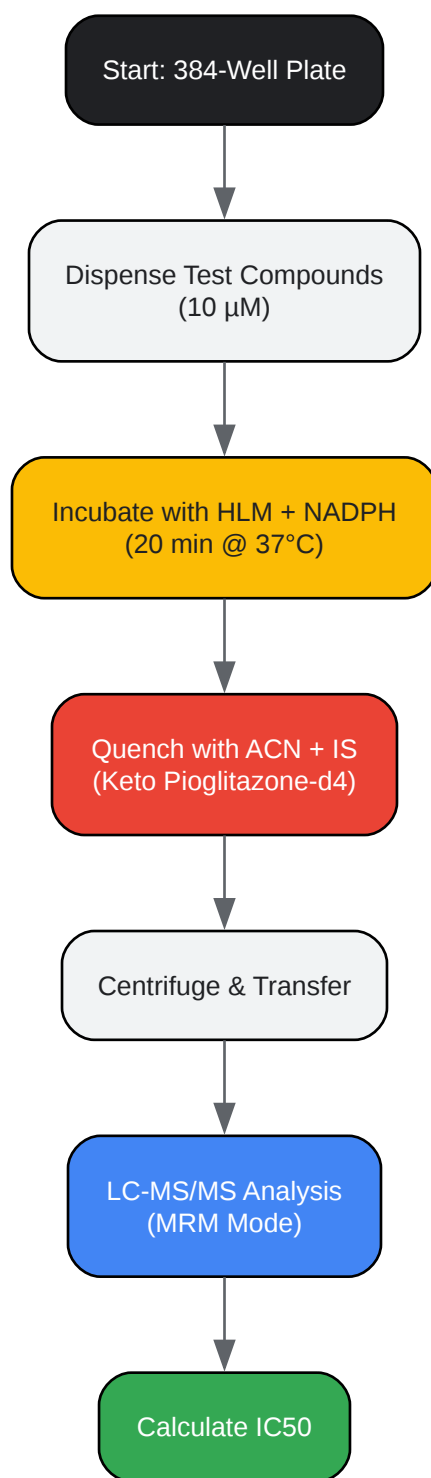 Start: 384-Well Plate
Dispense Test Compounds
(10 µM)
Incubate with HLM + NADPH
(20 min @ 37°C)
Quench with ACN + IS
(Keto Pioglitazone-d4)
Centrifuge & Transfer
LC-MS/MS Analysis
(MRM Mode)
Calculate IC50